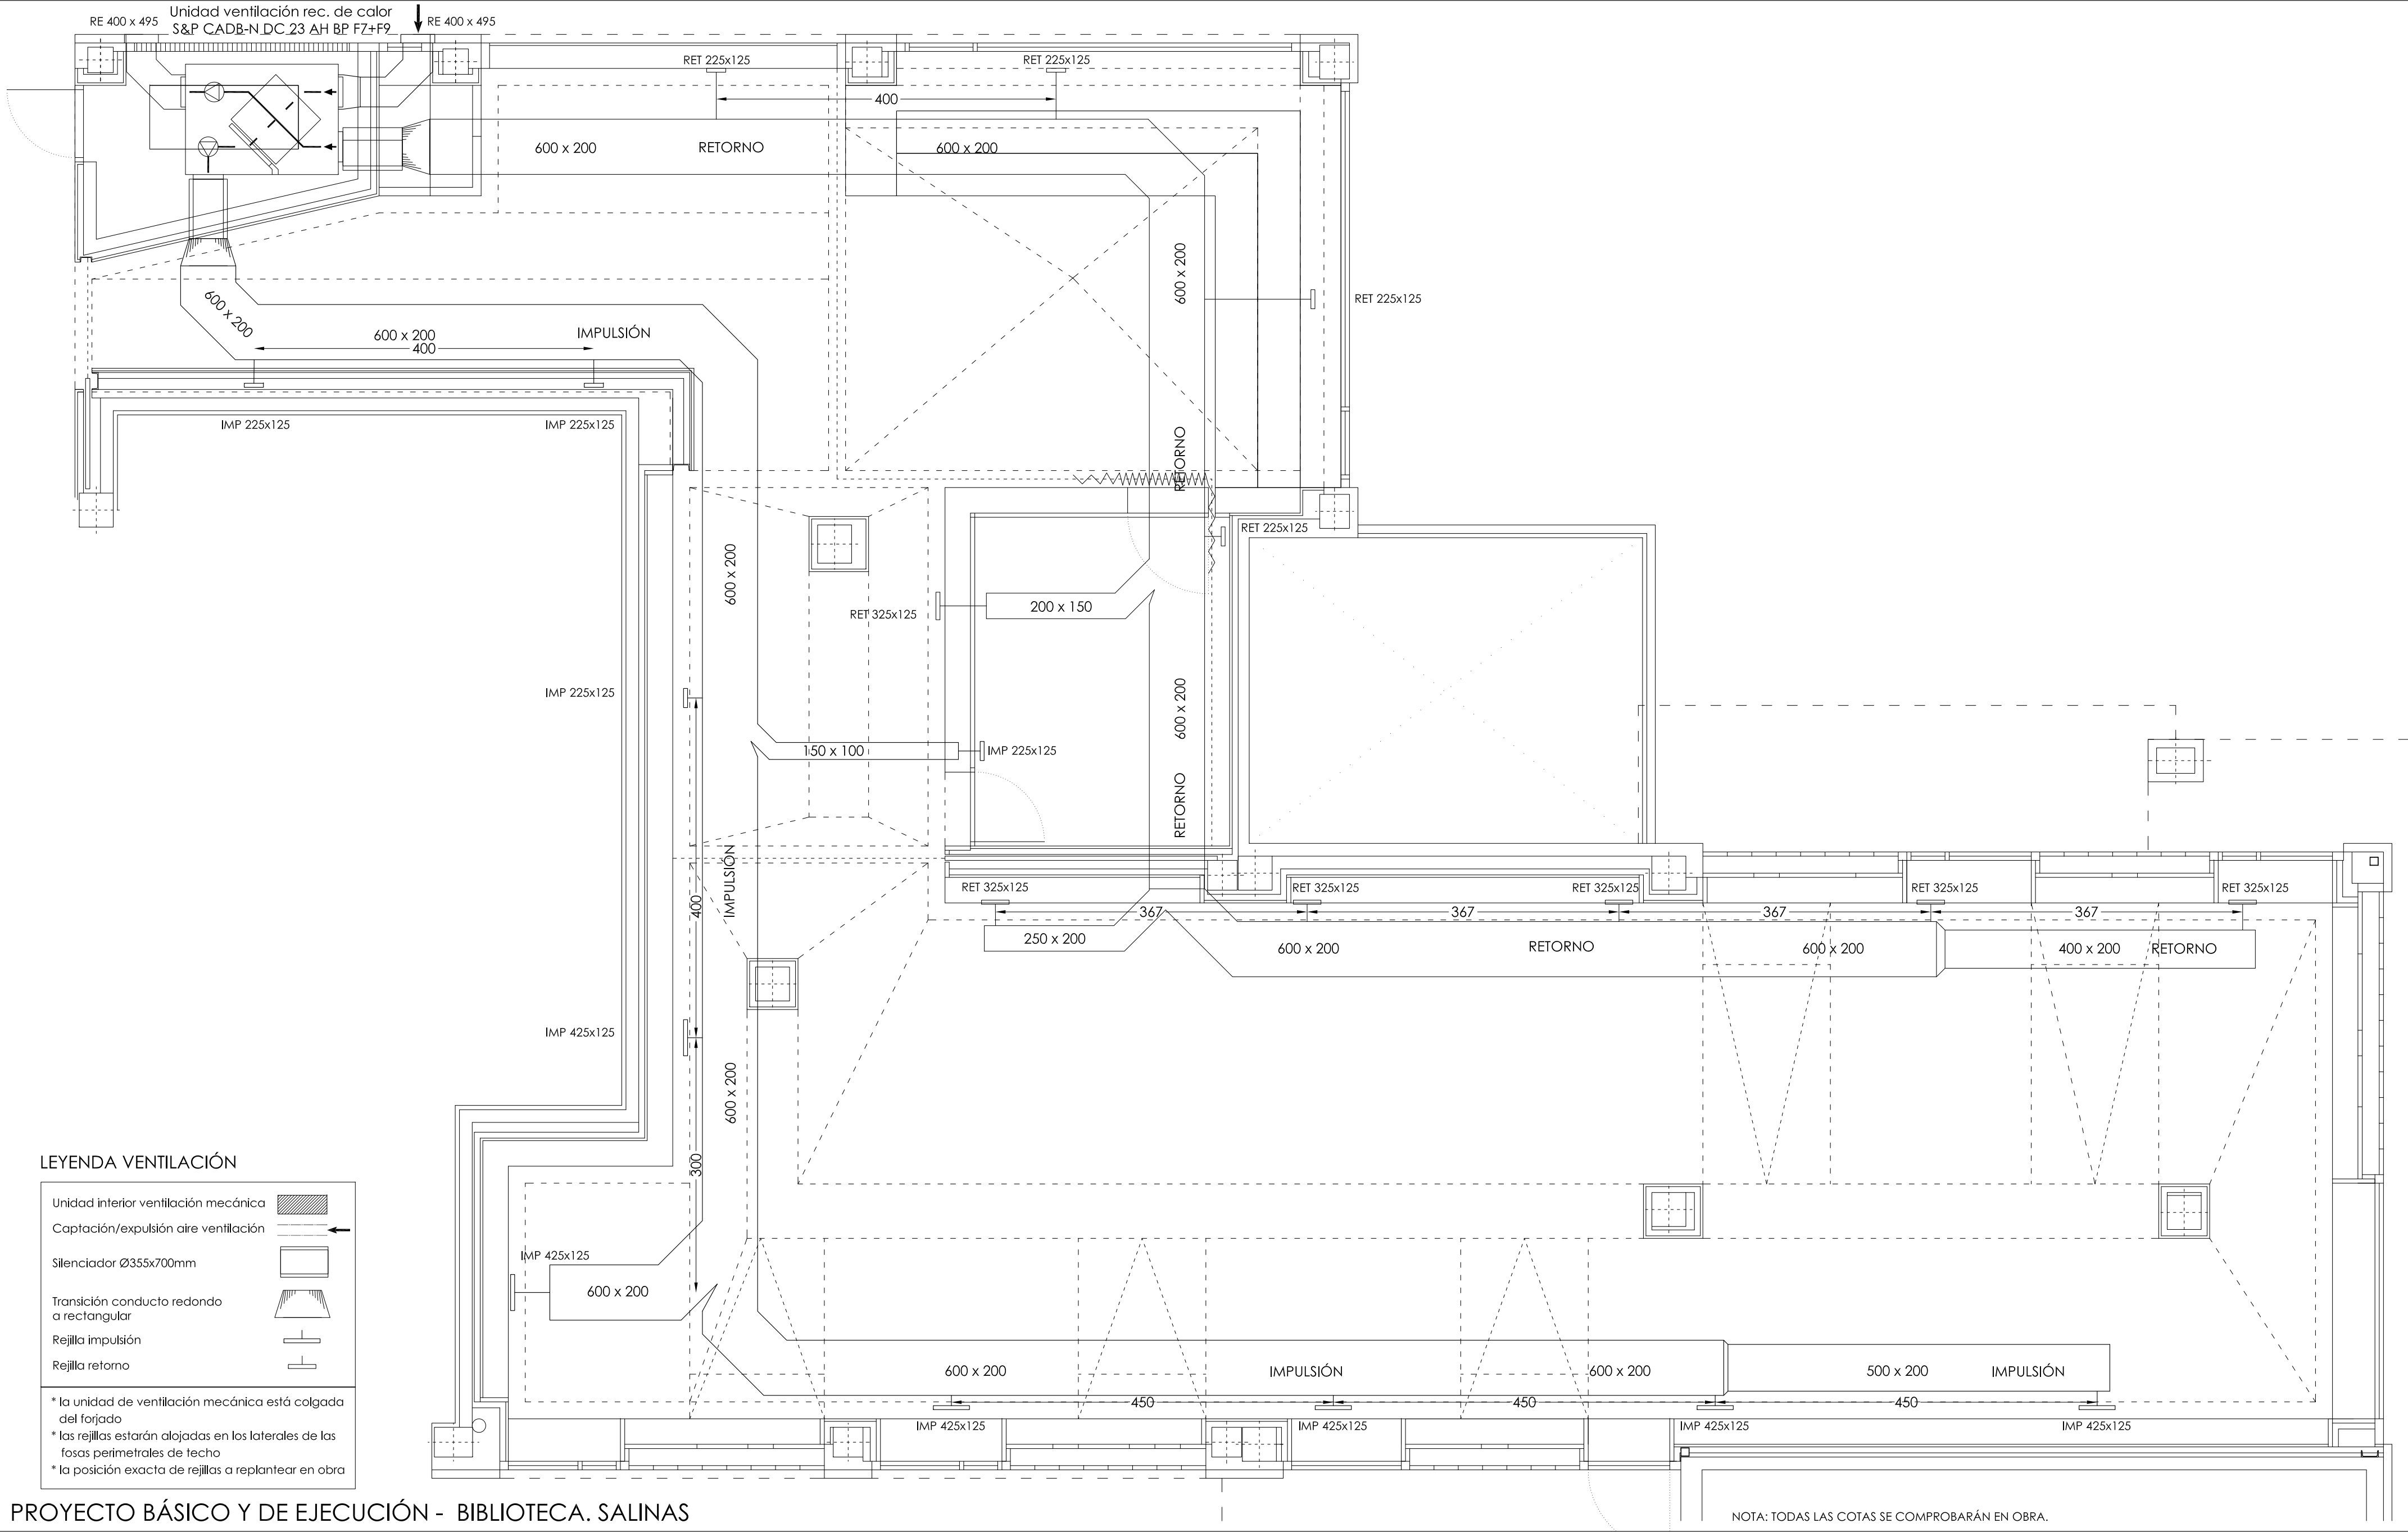 RE 400 x 495
Unidad ventilación rec. de calor
S&P CADB-N DC 23 AH BP F7+F9
RE 400 x 495
RET 225x125
RET 225x125
400
600 x 200
RETORNO
600 x 200
600 x 200
RET 225x125
600 x 200
600 x 200
IMPULSIÓN
400
IMP 225x125
IMP 225x125
RETORNO
RET 225x125
600 x 200
200 x 150
RET 325x125
IMP 225x125
600 x 200
150 x 100
IMP 225x125
RETORNO
IMPULSIÓN
400
RET 325x125
RET 325x125
RET 325x125
RET 325x125
RET 325x125
367
367
367
367
250 x 200
600 x 200
RETORNO
600 x 200
400 x 200
RETORNO
IMP 425x125
600 x 200
300
IMP 425x125
600 x 200
600 x 200
IMPULSIÓN
600 x 200
500 x 200
IMPULSIÓN
450
450
450
IMP 425x125
IMP 425x125
IMP 425x125
IMP 425x125
LEYENDA VENTILACIÓN
Unidad interior ventilación mecánica
Captación/expulsión aire ventilación
Silenciador Ø355x700mm
Transición conducto redondo
a rectangular
Rejilla impulsión
Rejilla retorno
* la unidad de ventilación mecánica está colgada
del forjado
* las rejillas estarán alojadas en los laterales de las
fosas perimetrales de techo
* la posición exacta de rejillas a replantear en obra
PROYECTO BÁSICO Y DE EJECUCIÓN - BIBLIOTECA. SALINAS
NOTA: TODAS LAS COTAS SE COMPROBARÁN EN OBRA.